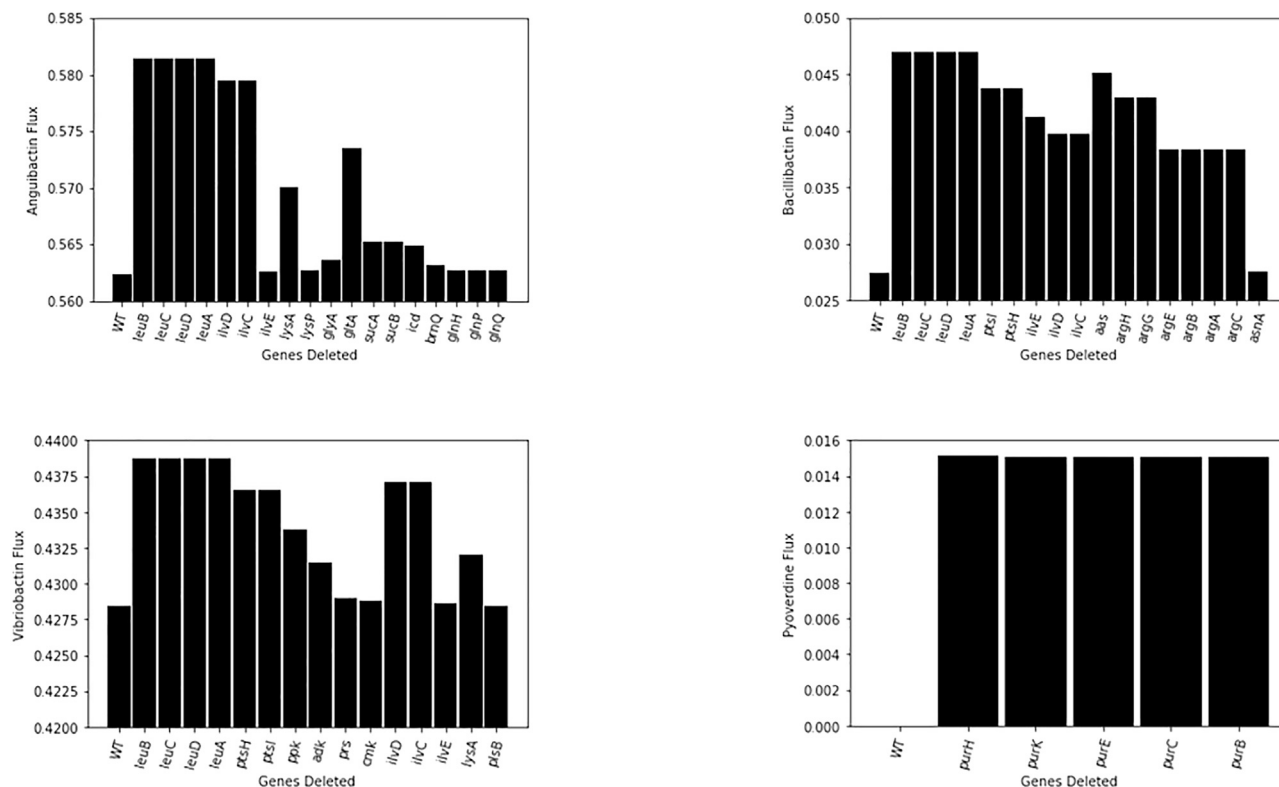 0.585
0.580
0.575
0.570
0.565
0.560
Anguibactin Flux
WT leuB leuC leuD leuA ilvD ilvC ilvE lysA lysP glyA gltA sucA sucB icd brnQ glnH glnP glnQ
Genes Deleted
0.050
0.045
0.040
0.035
0.030
0.025
Bacillibactin Flux
WT leuB leuC leuD leuA ptsI ptsH ilvE ilvD ilvC aas argH argG argE argB argA argC asnA
Genes Deleted
0.4400
0.4375
0.4350
0.4325
0.4300
0.4275
0.4250
0.4225
0.4200
Vibriobactin Flux
WT leuB leuC leuD leuA ptsH ptsI ppk adk prs cmk ilvD ilvC ilvE lysA plsB
Genes Deleted
0.016
0.014
0.012
0.010
0.008
0.006
0.004
0.002
0.000
Pyoverdine Flux
WT purH purK purE purC purB
Genes Deleted